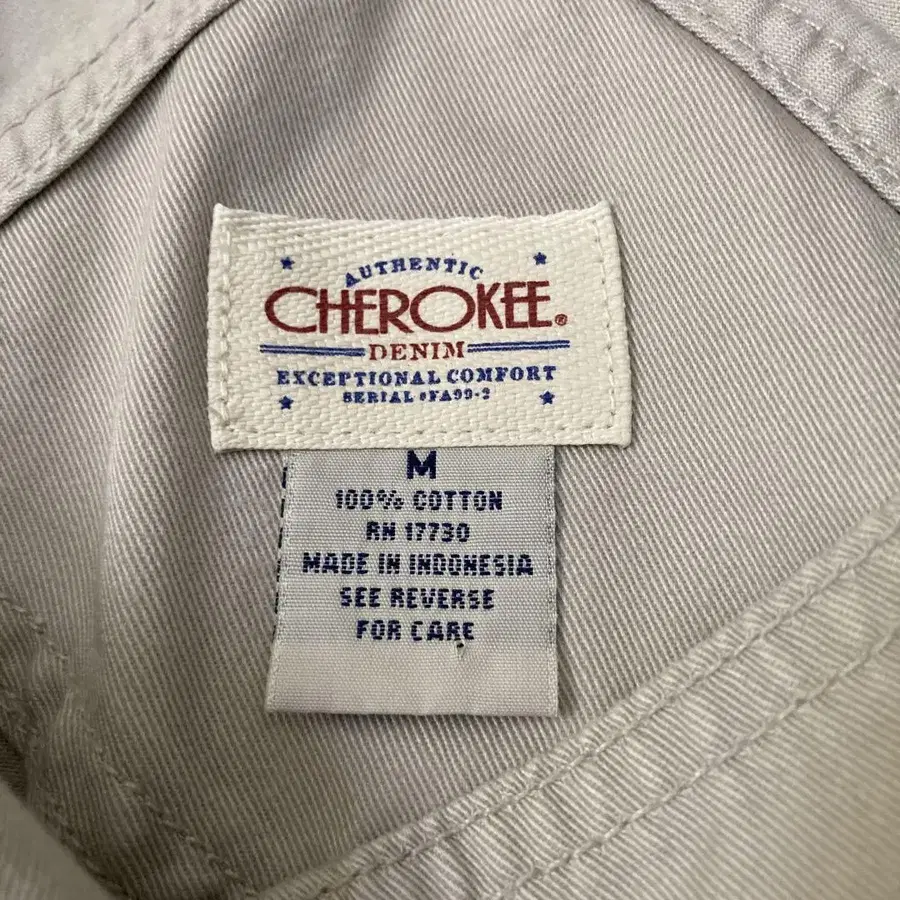 AUTHENTIC
CHEROKEE®
DENIM
EXCEPTIONAL COMFORT
SERIAL #FA99-2
M
100% COTTON
RN 17730
MADE IN INDONESIA
SEE REVERSE
FOR CARE